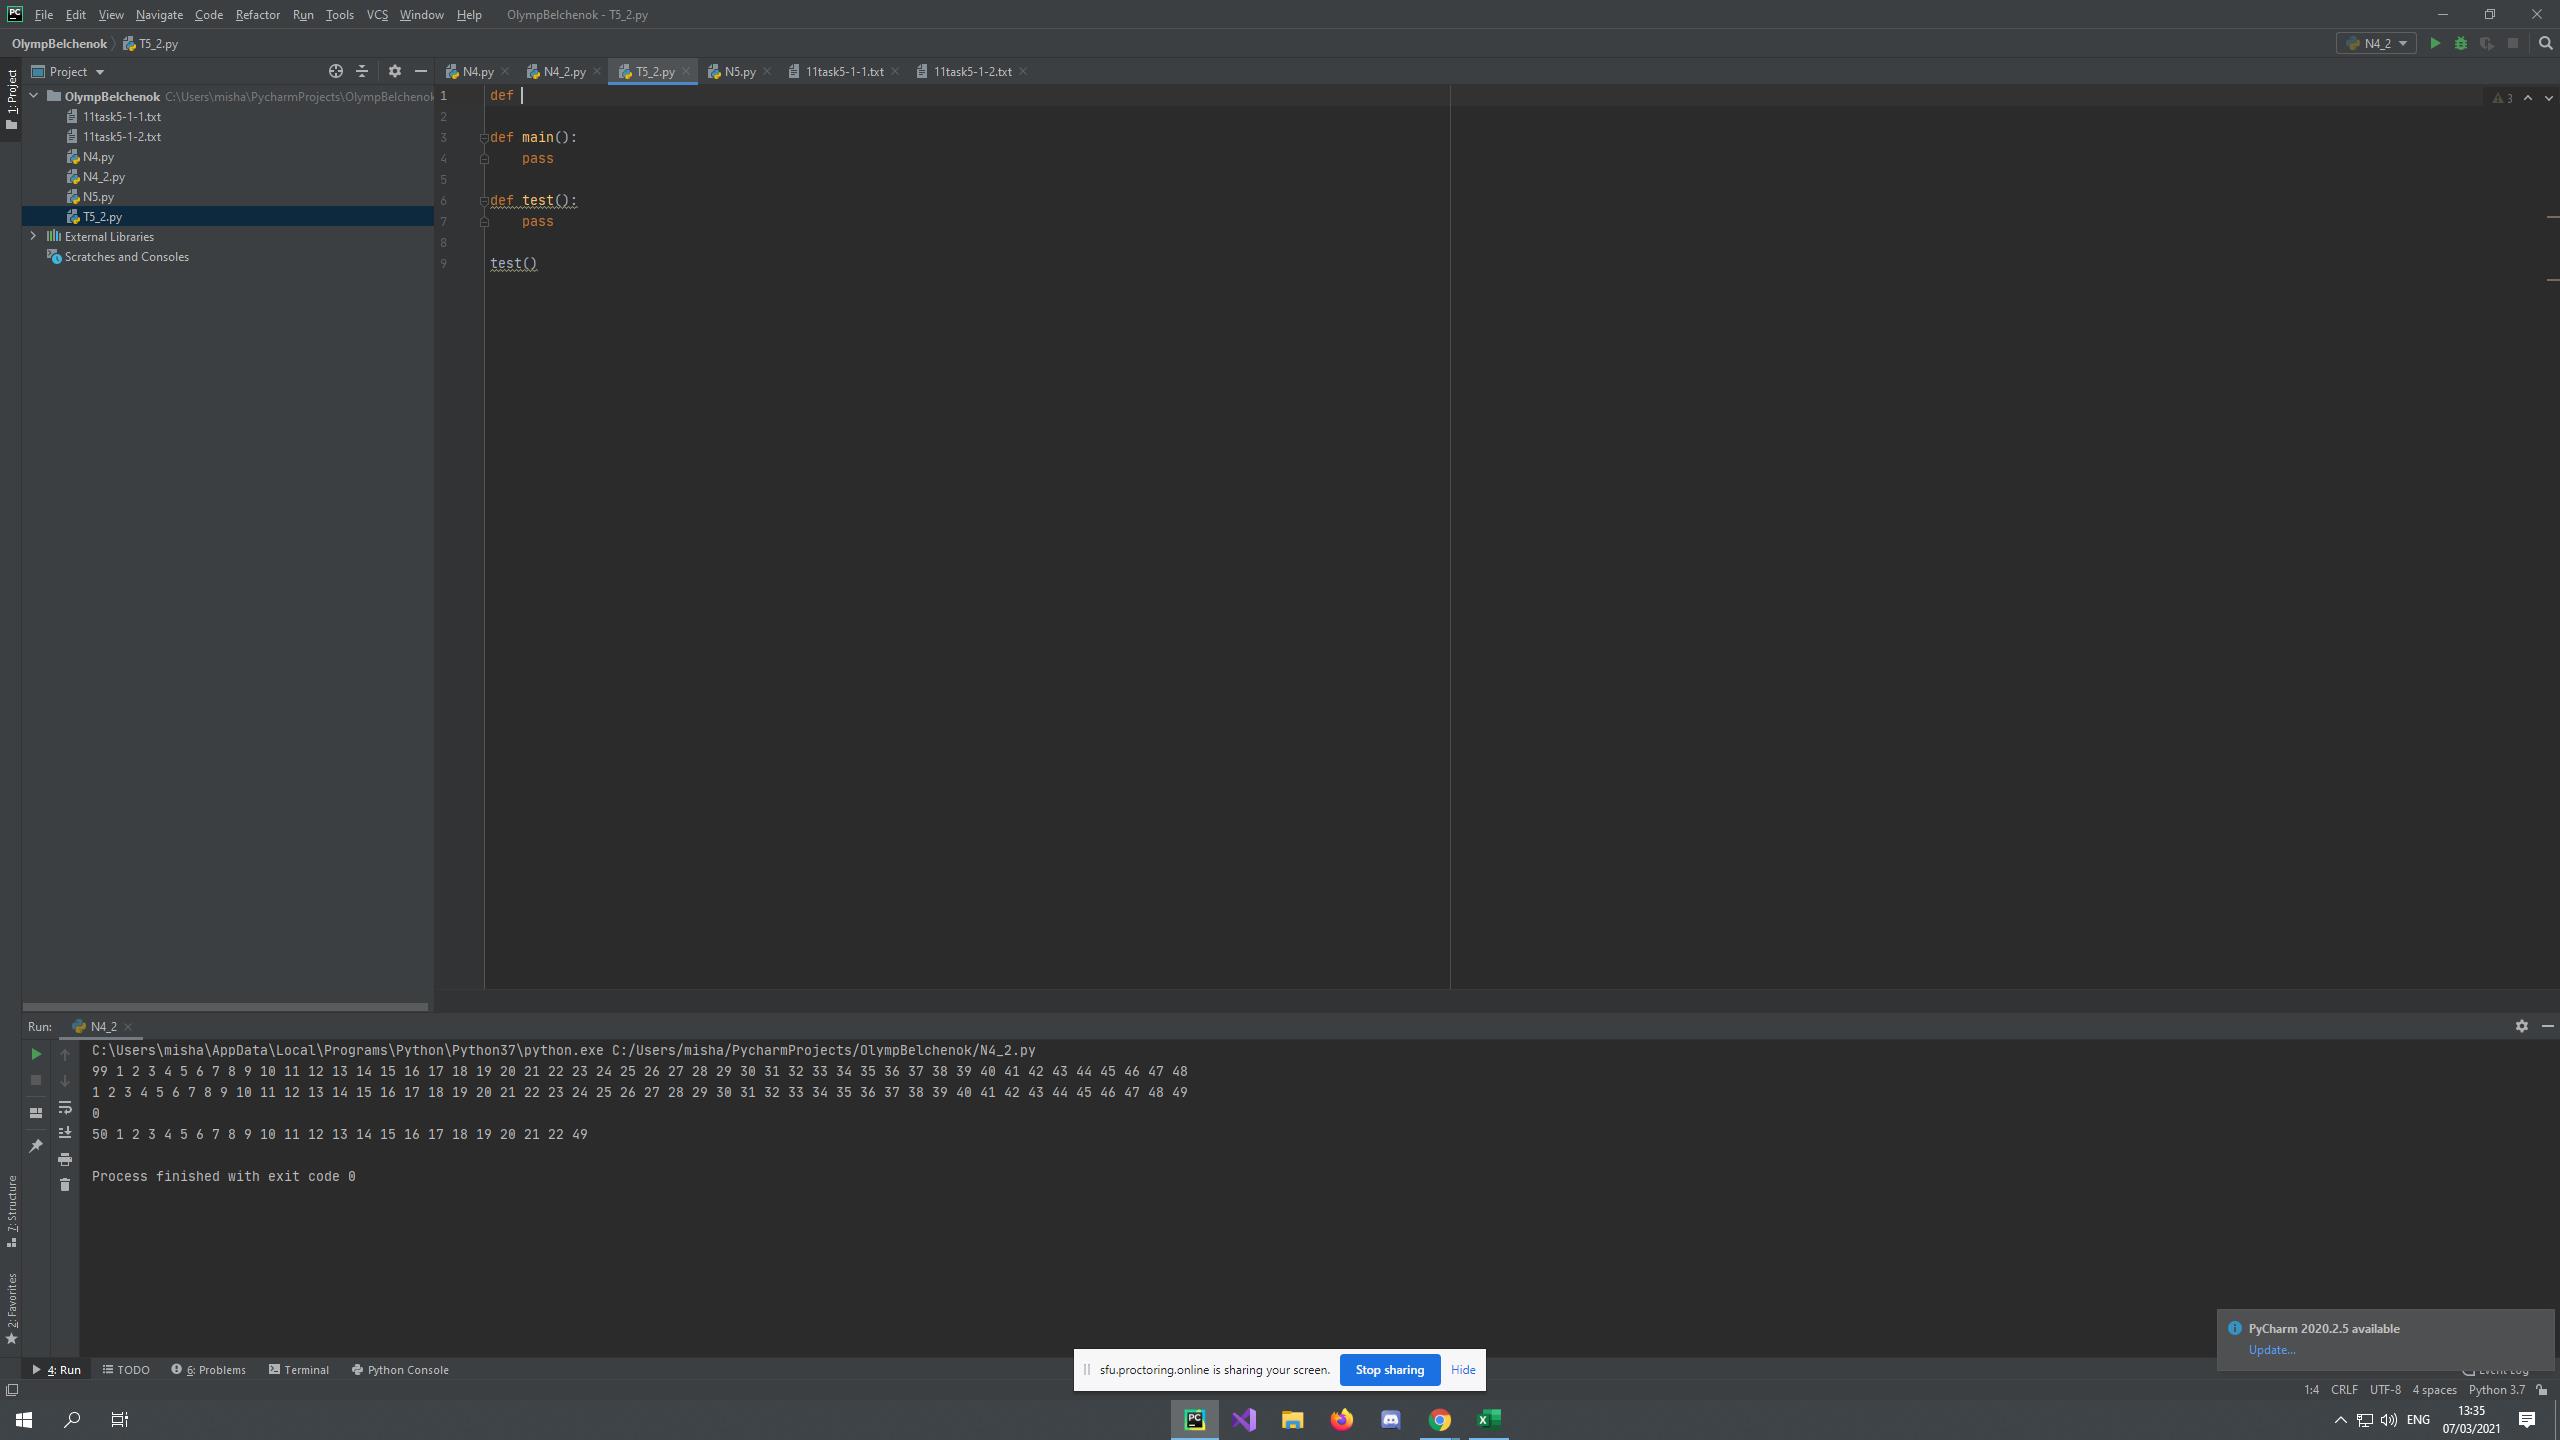 File Edit View Navigate Code Refactor Run Tools VCS Window Help OlympBelchenok - T5_2.py
OlympBelchenok T5_2.py N4_2
Project N4.py N4_2.py T5_2.py N5.py 11task5-1-1.txt 11task5-1-2.txt
1: Project
OlympBelchenok C:\Users\misha\PycharmProjects\OlympBelchenok
11task5-1-1.txt
11task5-1-2.txt
N4.py
N4_2.py
N5.py
T5_2.py
External Libraries
Scratches and Consoles
1 def
3
2
3 def main():
4 pass
5
6 def test():
7 pass
8
9 test()
Run: N4_2
C:\Users\misha\AppData\Local\Programs\Python\Python37\python.exe C:/Users/misha/PycharmProjects/OlympBelchenok/N4_2.py
99 1 2 3 4 5 6 7 8 9 10 11 12 13 14 15 16 17 18 19 20 21 22 23 24 25 26 27 28 29 30 31 32 33 34 35 36 37 38 39 40 41 42 43 44 45 46 47 48
1 2 3 4 5 6 7 8 9 10 11 12 13 14 15 16 17 18 19 20 21 22 23 24 25 26 27 28 29 30 31 32 33 34 35 36 37 38 39 40 41 42 43 44 45 46 47 48 49
0
50 1 2 3 4 5 6 7 8 9 10 11 12 13 14 15 16 17 18 19 20 21 22 49
Process finished with exit code 0
7: Structure
2: Favorites
PyCharm 2020.2.5 available
Update...
4: Run TODO 6: Problems Terminal Python Console
sfu.proctoring.online is sharing your screen. Stop sharing Hide
Event Log
1:4 CRLF UTF-8 4 spaces Python 3.7
ENG
13:35
07/03/2021